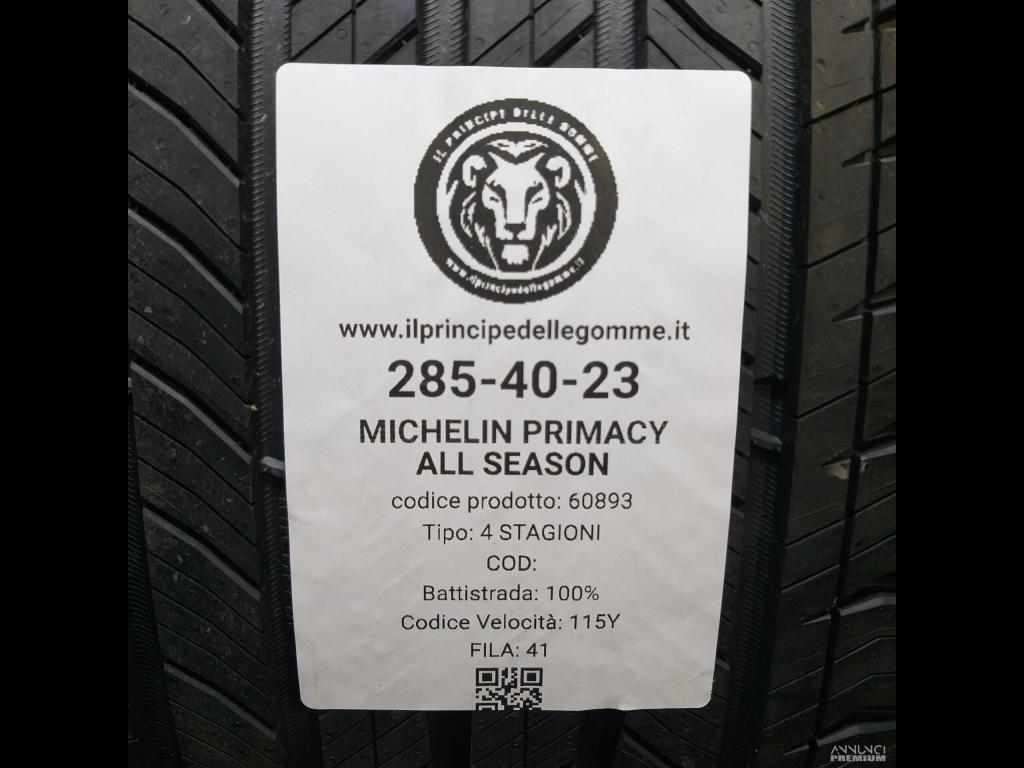 IL PRINCIPE DELLE GOMME
www.ilprincipedellegomme.it
www.ilprincipedellegomme.it
285-40-23
MICHELIN PRIMACY
ALL SEASON
codice prodotto: 60893
Tipo: 4 STAGIONI
COD:
Battistrada: 100%
Codice Velocità: 115Y
FILA: 41
ANNUNCI
PREMIUM